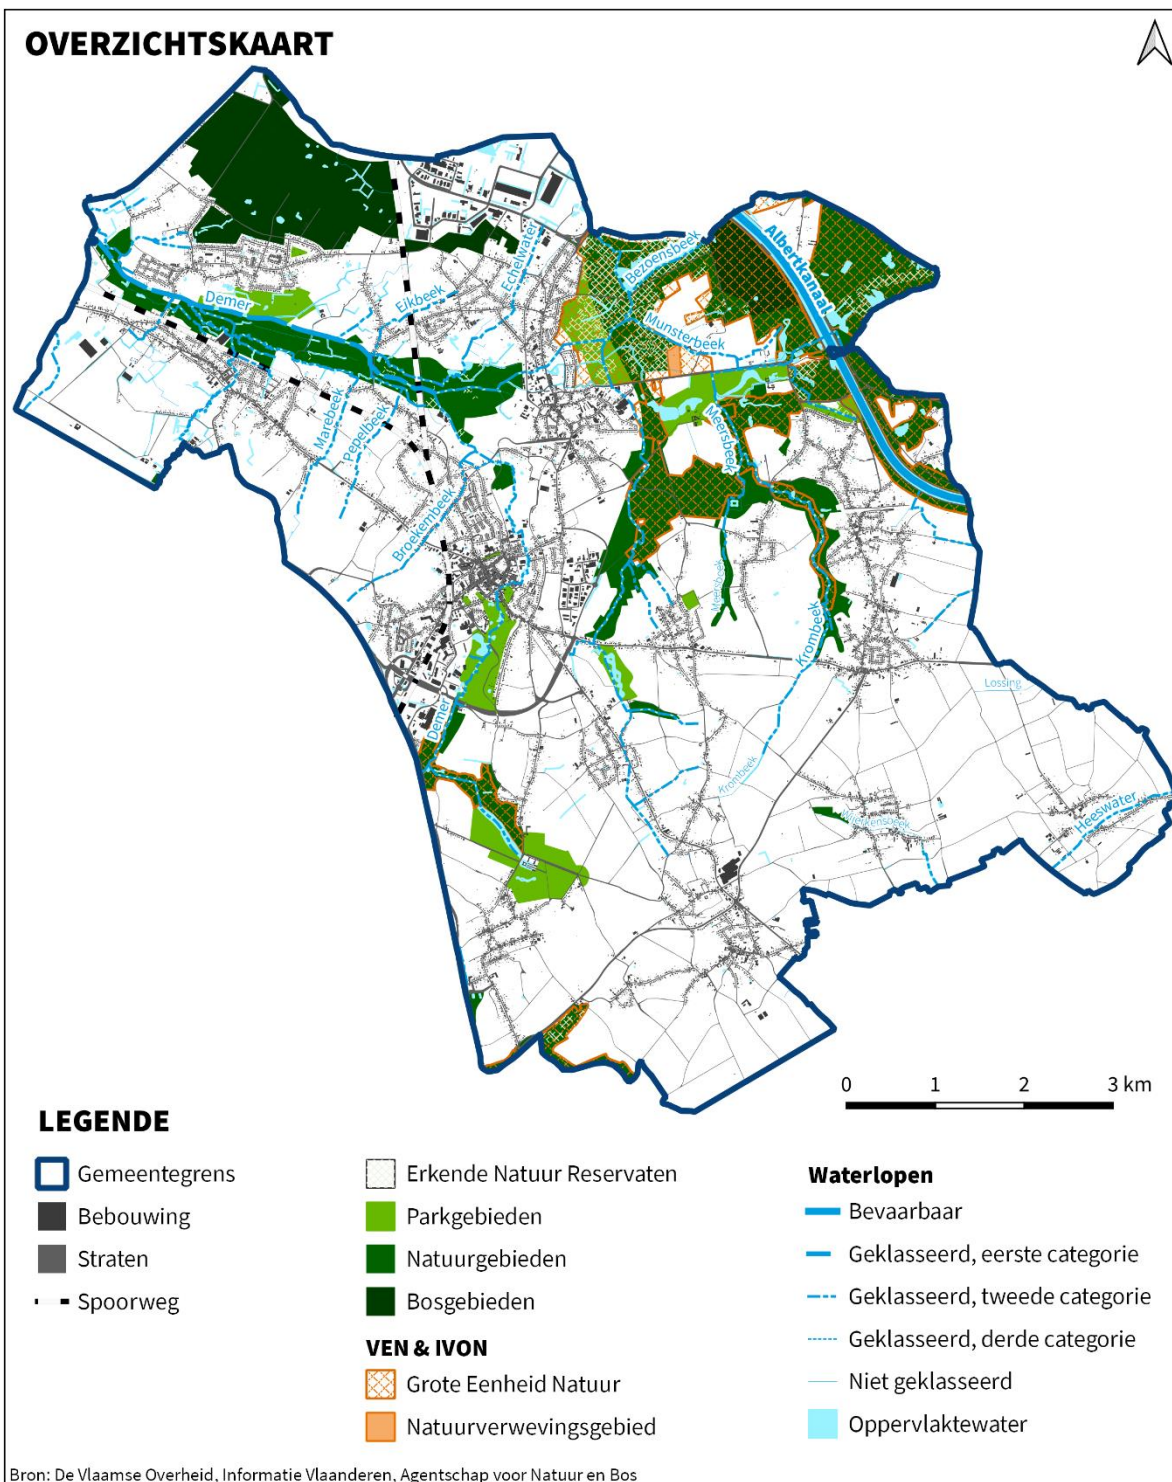 OVERZICHTSKAART
Albertkanaal
Bezoensbeek
Echelwater
Demer
Eikbeek
Munsterbeek
Marebeek
Pepelbeek
Meersbeek
Broekembeek
Meersbeek
Krombeek
Lossing
Demer
Krombeek
Heeswater
0 1 2 3 km
LEGENDE
Gemeentegrens
Bebouwing
Straten
Spoorweg
Erkende Natuur Reservaten
Parkgebieden
Natuurgebieden
Bosgebieden
VEN & IVON
Grote Eenheid Natuur
Natuurverwevingsgebied
Waterlopen
Bevaarbaar
Geklasseerd, eerste categorie
Geklasseerd, tweede categorie
Geklasseerd, derde categorie
Niet geklasseerd
Oppervlaktewater
Bron: De Vlaamse Overheid, Informatie Vlaanderen, Agentschap voor Natuur en Bos